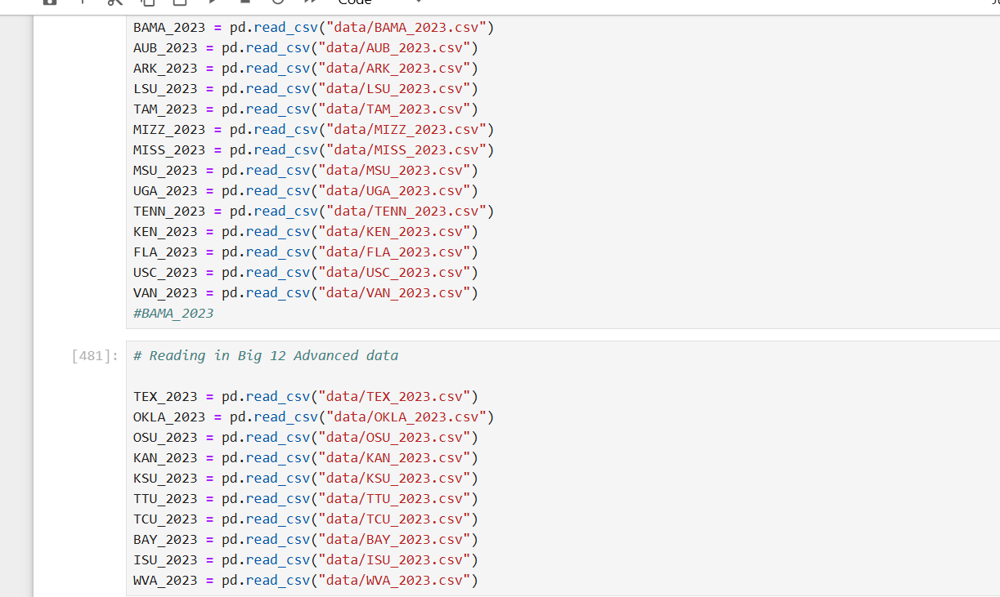 Code
BAMA_2023 = pd.read_csv("data/BAMA_2023.csv")
AUB_2023 = pd.read_csv("data/AUB_2023.csv")
ARK_2023 = pd.read_csv("data/ARK_2023.csv")
LSU_2023 = pd.read_csv("data/LSU_2023.csv")
TAM_2023 = pd.read_csv("data/TAM_2023.csv")
MIZZ_2023 = pd.read_csv("data/MIZZ_2023.csv")
MISS_2023 = pd.read_csv("data/MISS_2023.csv")
MSU_2023 = pd.read_csv("data/MSU_2023.csv")
UGA_2023 = pd.read_csv("data/UGA_2023.csv")
TENN_2023 = pd.read_csv("data/TENN_2023.csv")
KEN_2023 = pd.read_csv("data/KEN_2023.csv")
FLA_2023 = pd.read_csv("data/FLA_2023.csv")
USC_2023 = pd.read_csv("data/USC_2023.csv")
VAN_2023 = pd.read_csv("data/VAN_2023.csv")
#BAMA_2023
[481]: # Reading in Big 12 Advanced data
TEX_2023 = pd.read_csv("data/TEX_2023.csv")
OKLA_2023 = pd.read_csv("data/OKLA_2023.csv")
OSU_2023 = pd.read_csv("data/OSU_2023.csv")
KAN_2023 = pd.read_csv("data/KAN_2023.csv")
KSU_2023 = pd.read_csv("data/KSU_2023.csv")
TTU_2023 = pd.read_csv("data/TTU_2023.csv")
TCU_2023 = pd.read_csv("data/TCU_2023.csv")
BAY_2023 = pd.read_csv("data/BAY_2023.csv")
ISU_2023 = pd.read_csv("data/ISU_2023.csv")
WVA_2023 = pd.read_csv("data/WVA_2023.csv")